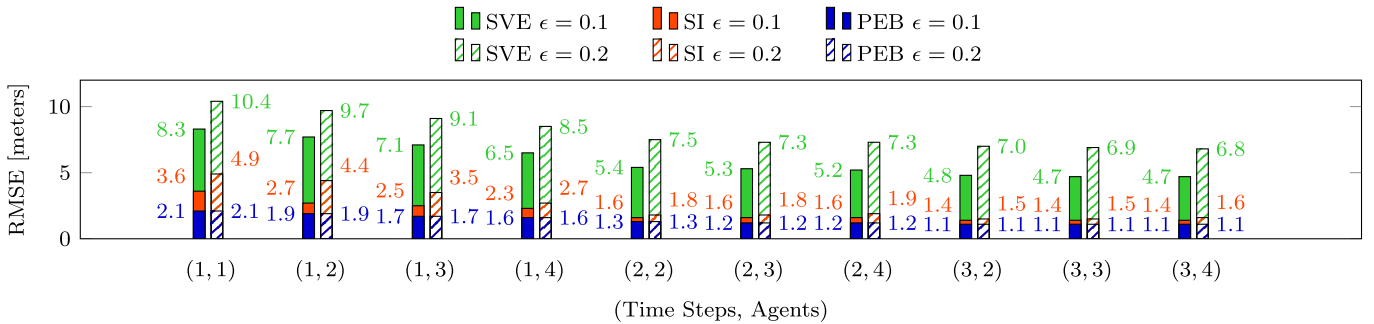 SVE ϵ = 0.1 SI ϵ = 0.1 PEB ϵ = 0.1
SVE ϵ = 0.2 SI ϵ = 0.2 PEB ϵ = 0.2
RMSE [meters]
10
5
0
8.3 10.4 7.7 9.7 7.1 9.1 6.5 8.5 5.4 7.5 5.3 7.3 5.2 7.3 4.8 7.0 4.7 6.9 4.7 6.8
3.6 4.9 2.7 4.4 2.5 3.5 2.3 2.7 1.6 1.8 1.6 1.8 1.6 1.9 1.4 1.5 1.4 1.5 1.4 1.6
2.1 2.1 1.9 1.9 1.7 1.7 1.6 1.6 1.3 1.3 1.2 1.2 1.2 1.2 1.1 1.1 1.1 1.1 1.1 1.1
(1, 1) (1, 2) (1, 3) (1, 4) (2, 2) (2, 3) (2, 4) (3, 2) (3, 3) (3, 4)
(Time Steps, Agents)